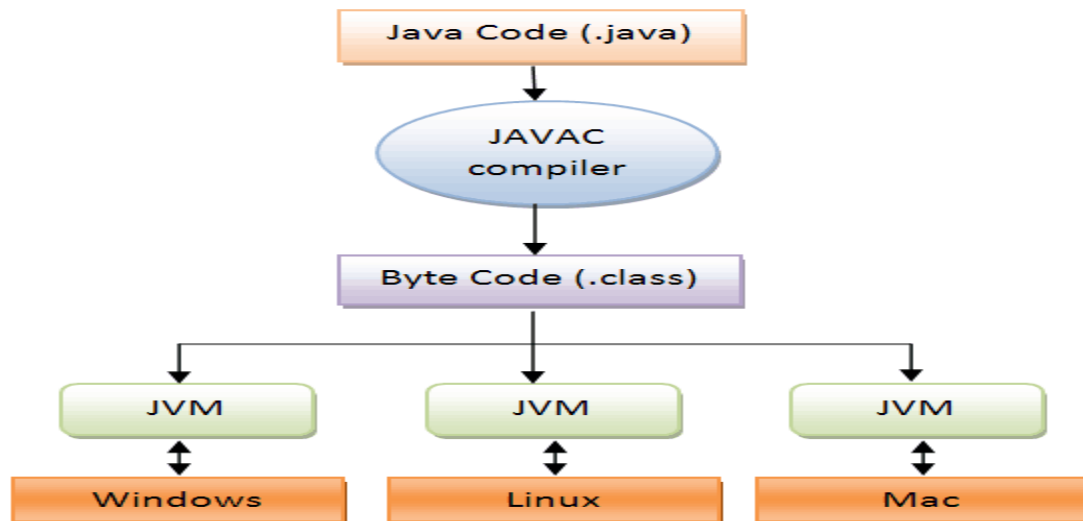 Java Code (.java)
JAVAC
compiler
Byte Code (.class)
JVM
JVM
JVM
Windows
Linux
Mac